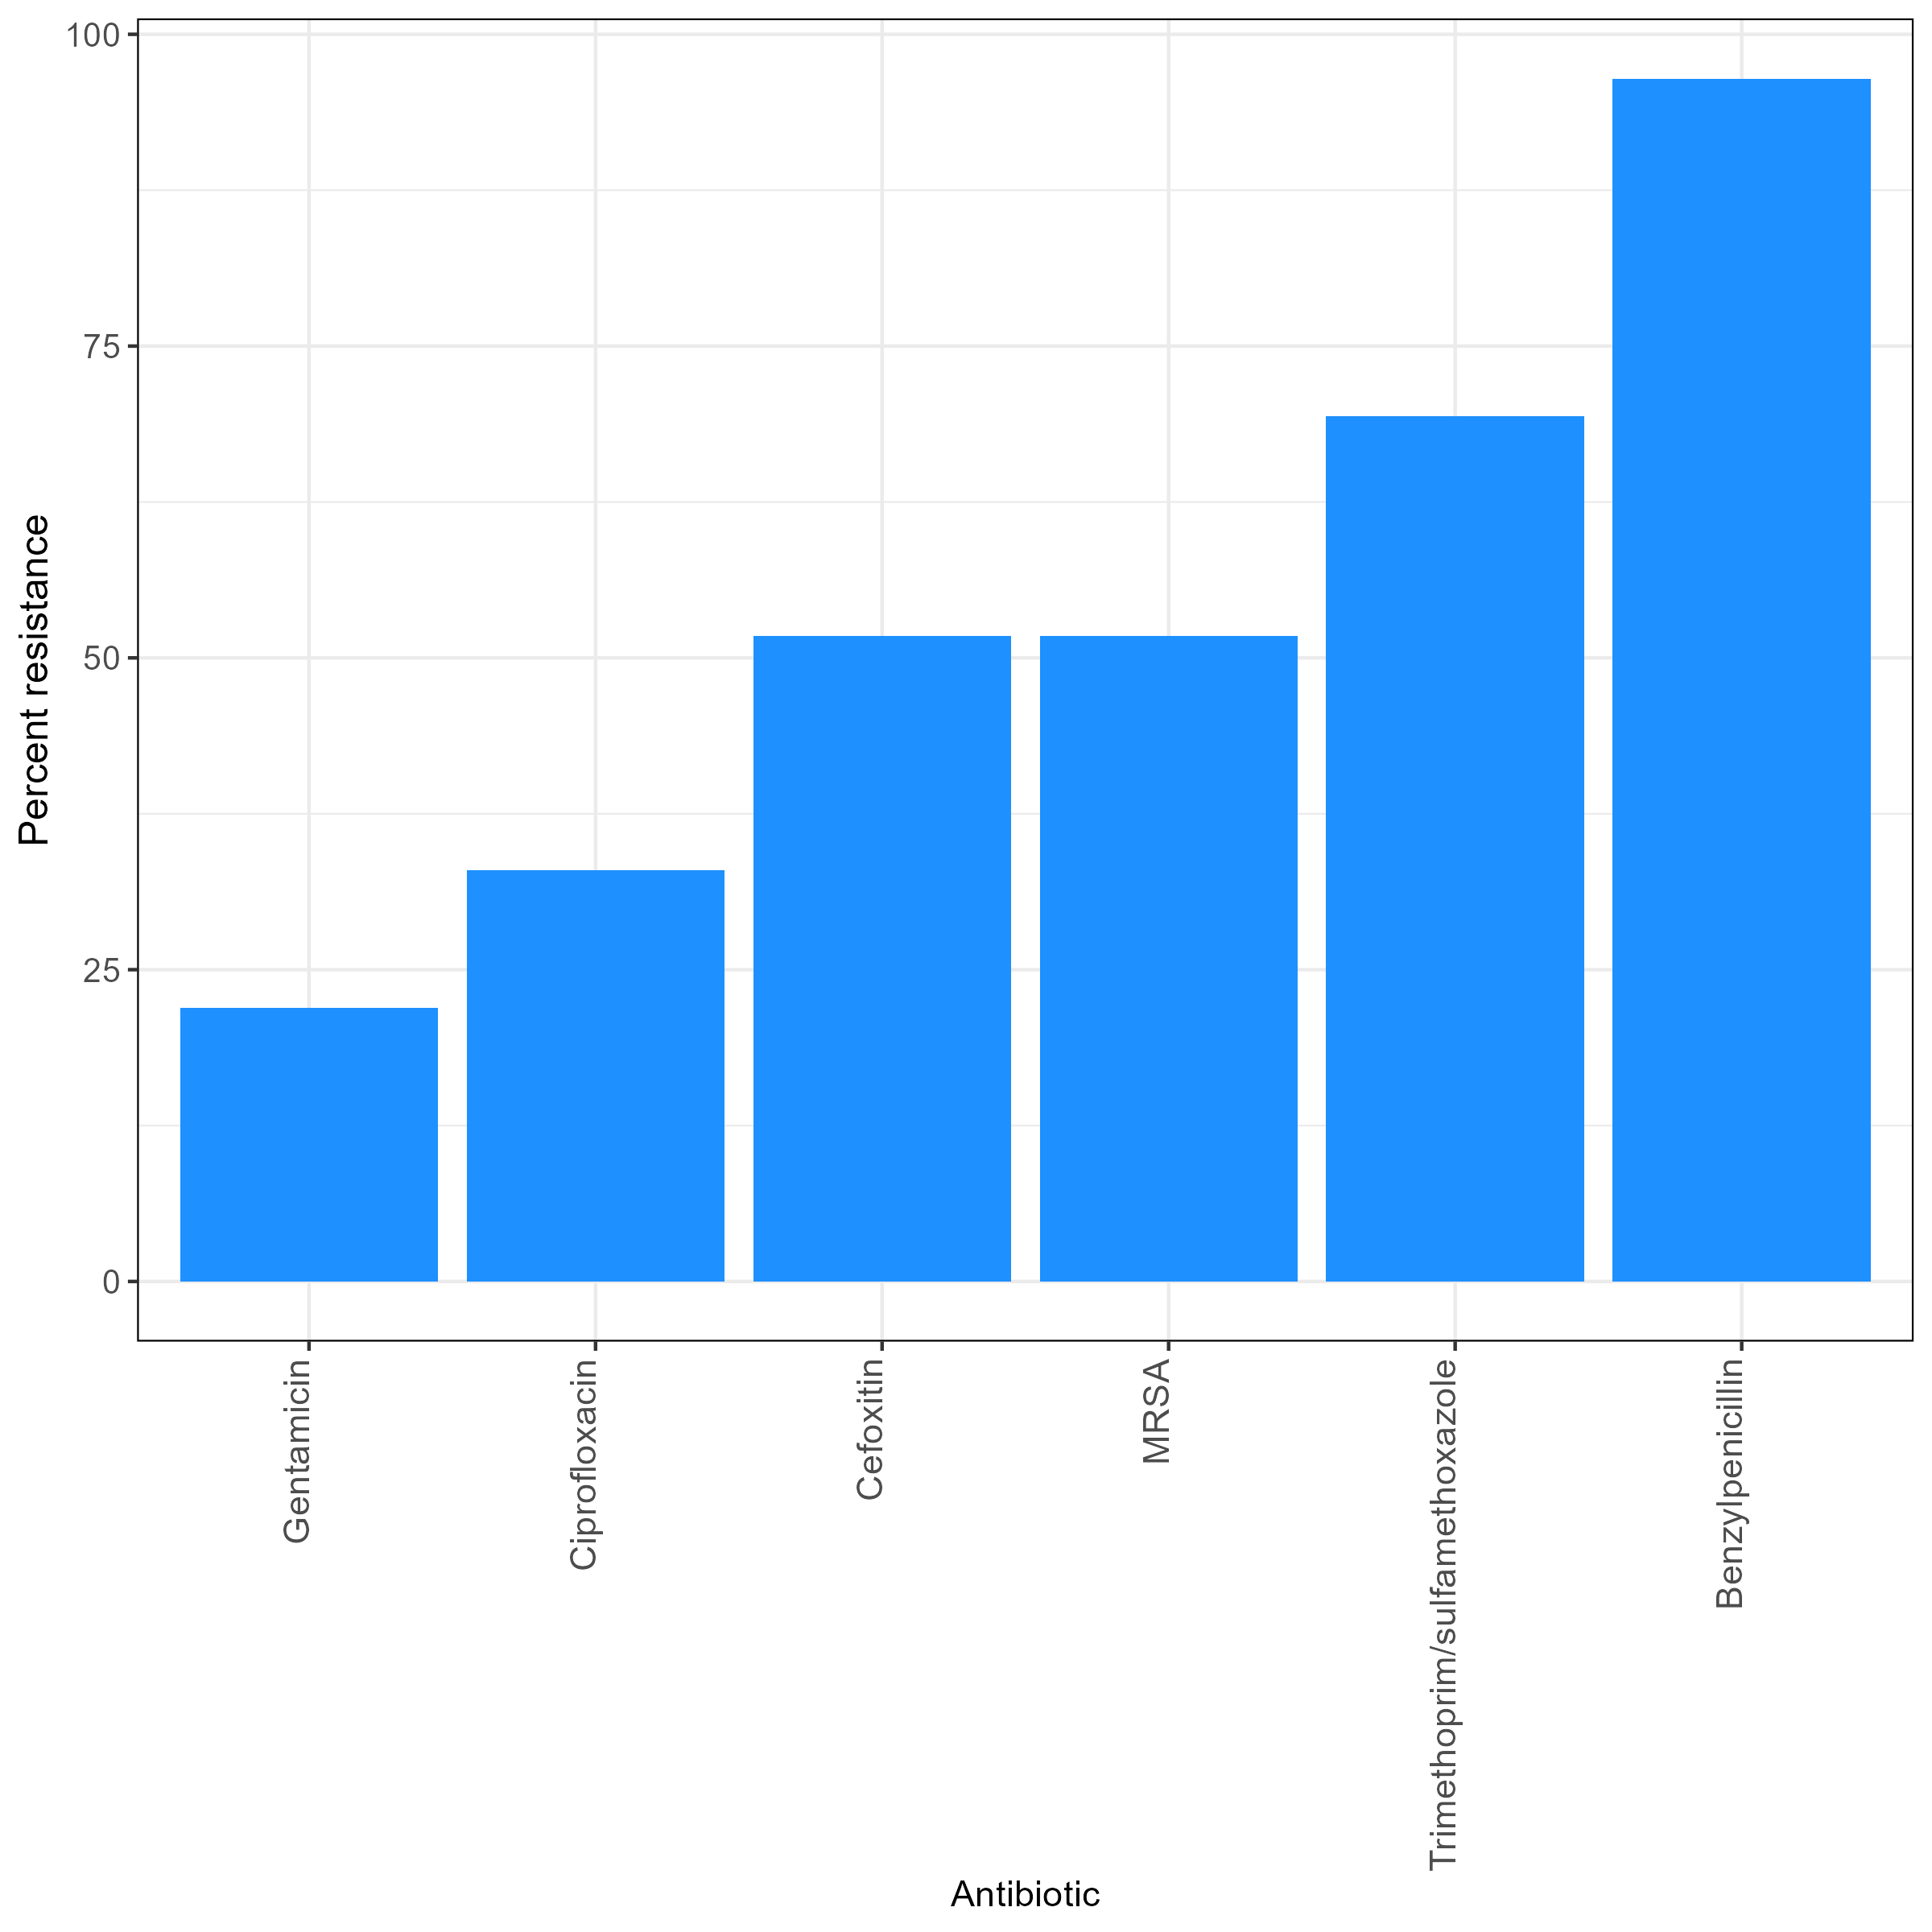 100
75
50
25
0
Percent resistance
Gentamicin
Ciprofloxacin
Cefoxitin
MRSA
Trimethoprim/sulfamethoxazole
Benzylpenicillin
Antibiotic